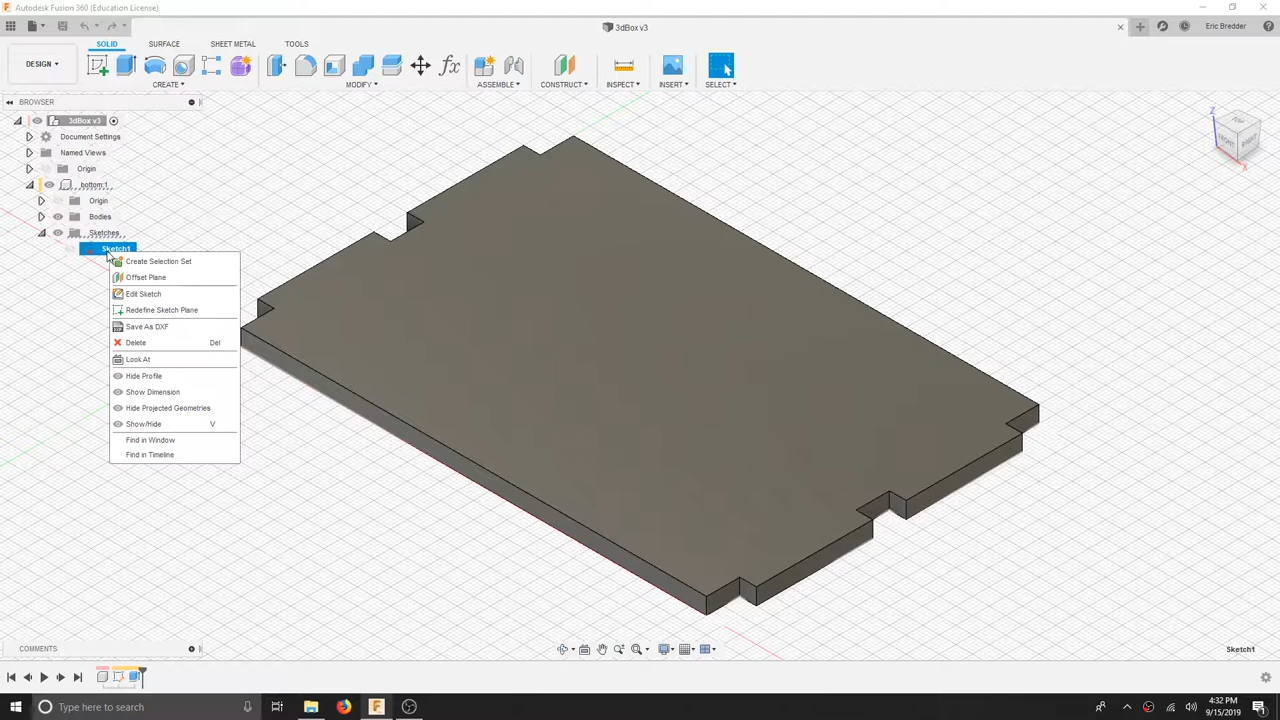 Autodesk Fusion 360 (Education License)
3dBox v3
Eric Bredder
DESIGN
SOLID
SURFACE
SHEET METAL
TOOLS
CREATE
MODIFY
ASSEMBLE
CONSTRUCT
INSPECT
INSERT
SELECT
BROWSER
3dBox v3
Document Settings
Named Views
Origin
bottom:1
Origin
Bodies
Sketches
Sketch1
Create Selection Set
Offset Plane
Edit Sketch
Redefine Sketch Plane
Save As DXF
Delete Del
Look At
Hide Profile
Show Dimension
Hide Projected Geometries
Show/Hide V
Find in Window
Find in Timeline
Z
TOP
FRONT
RIGHT
X
COMMENTS
Sketch1
Type here to search
4:32 PM
9/15/2019